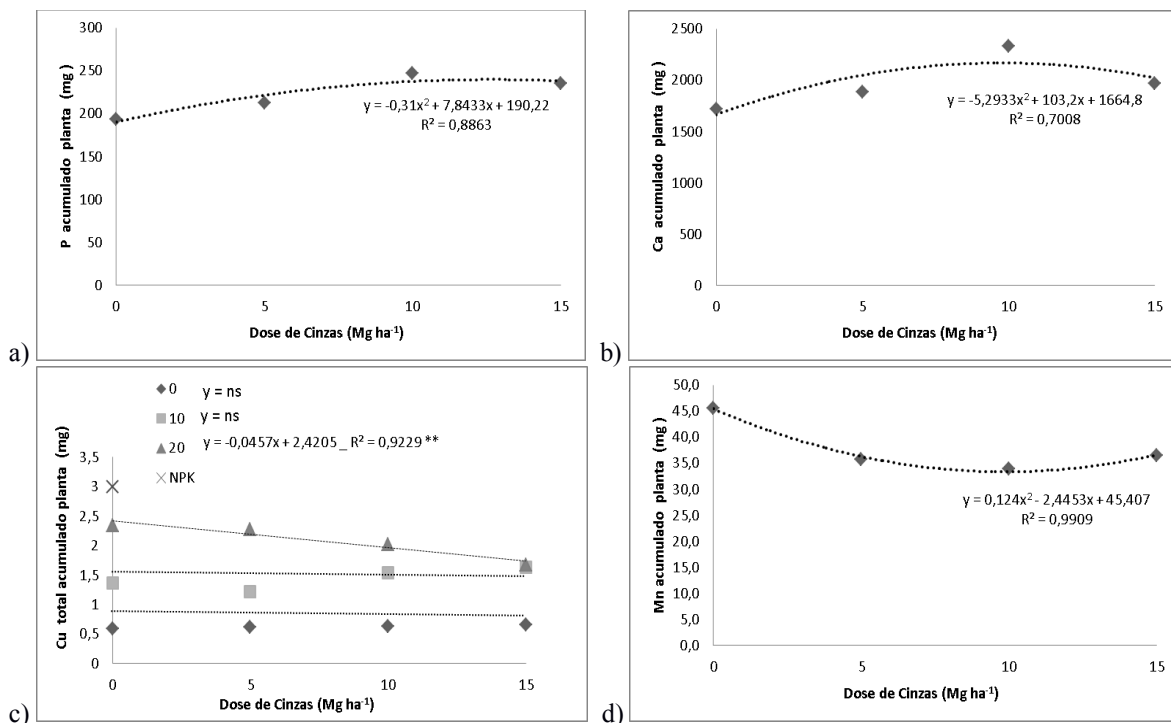 P acumulado planta (mg)
300
250
200
150
100
50
0
y = -0,31x² + 7,8433x + 190,22
R² = 0,8863
0 5 10 15
Dose de Cinzas (Mg ha⁻¹)
a)
Ca acumulado planta (mg)
2500
2000
1500
1000
500
0
y = -5,2933x² + 103,2x + 1664,8
R² = 0,7008
0 5 10 15
Dose de Cinzas (Mg ha⁻¹)
b)
0 y = ns
10 y = ns
20 y = -0,0457x + 2,4205_ R² = 0,9229 **
NPK
Cu total acumulado planta (mg)
3,5
3
2,5
2
1,5
1
0,5
0
0 5 10 15
Dose de Cinzas (Mg ha⁻¹)
c)
Mn acumulado planta (mg)
50,0
45,0
40,0
35,0
30,0
25,0
20,0
15,0
10,0
5,0
0,0
y = 0,124x² - 2,4453x + 45,407
R² = 0,9909
0 5 10 15
Dose de Cinzas (Mg ha⁻¹)
d)